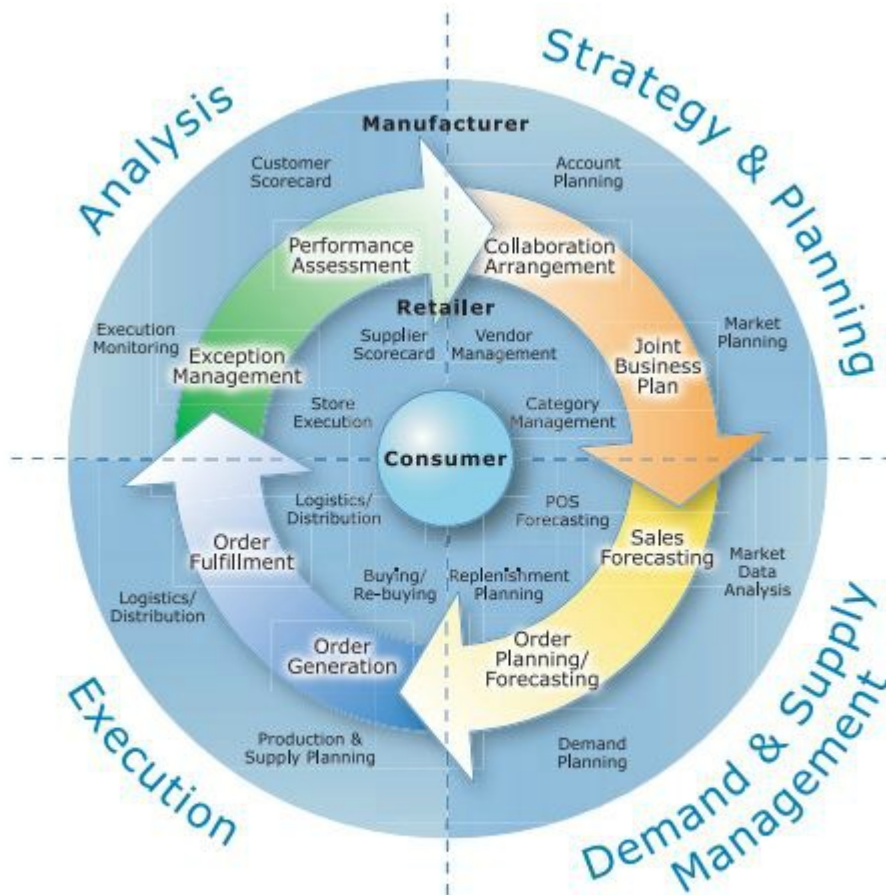 Strategy & Planning
Analysis
Manufacturer
Customer
Scorecard
Account
Planning
Performance
Assessment
Collaboration
Arrangement
Retailer
Execution
Monitoring
Exception
Management
Supplier
Scorecard
Vendor
Management
Joint
Business
Plan
Market
Planning
Store
Execution
Category
Management
Consumer
Logistics/
Distribution
POS
Forecasting
Order
Fulfillment
Sales
Forecasting
Market
Data
Analysis
Logistics/
Distribution
Buying/
Re-buying
Replenishment
Planning
Order
Generation
Order
Planning/
Forecasting
Production &
Supply Planning
Demand
Planning
Execution
Demand & Supply
Management